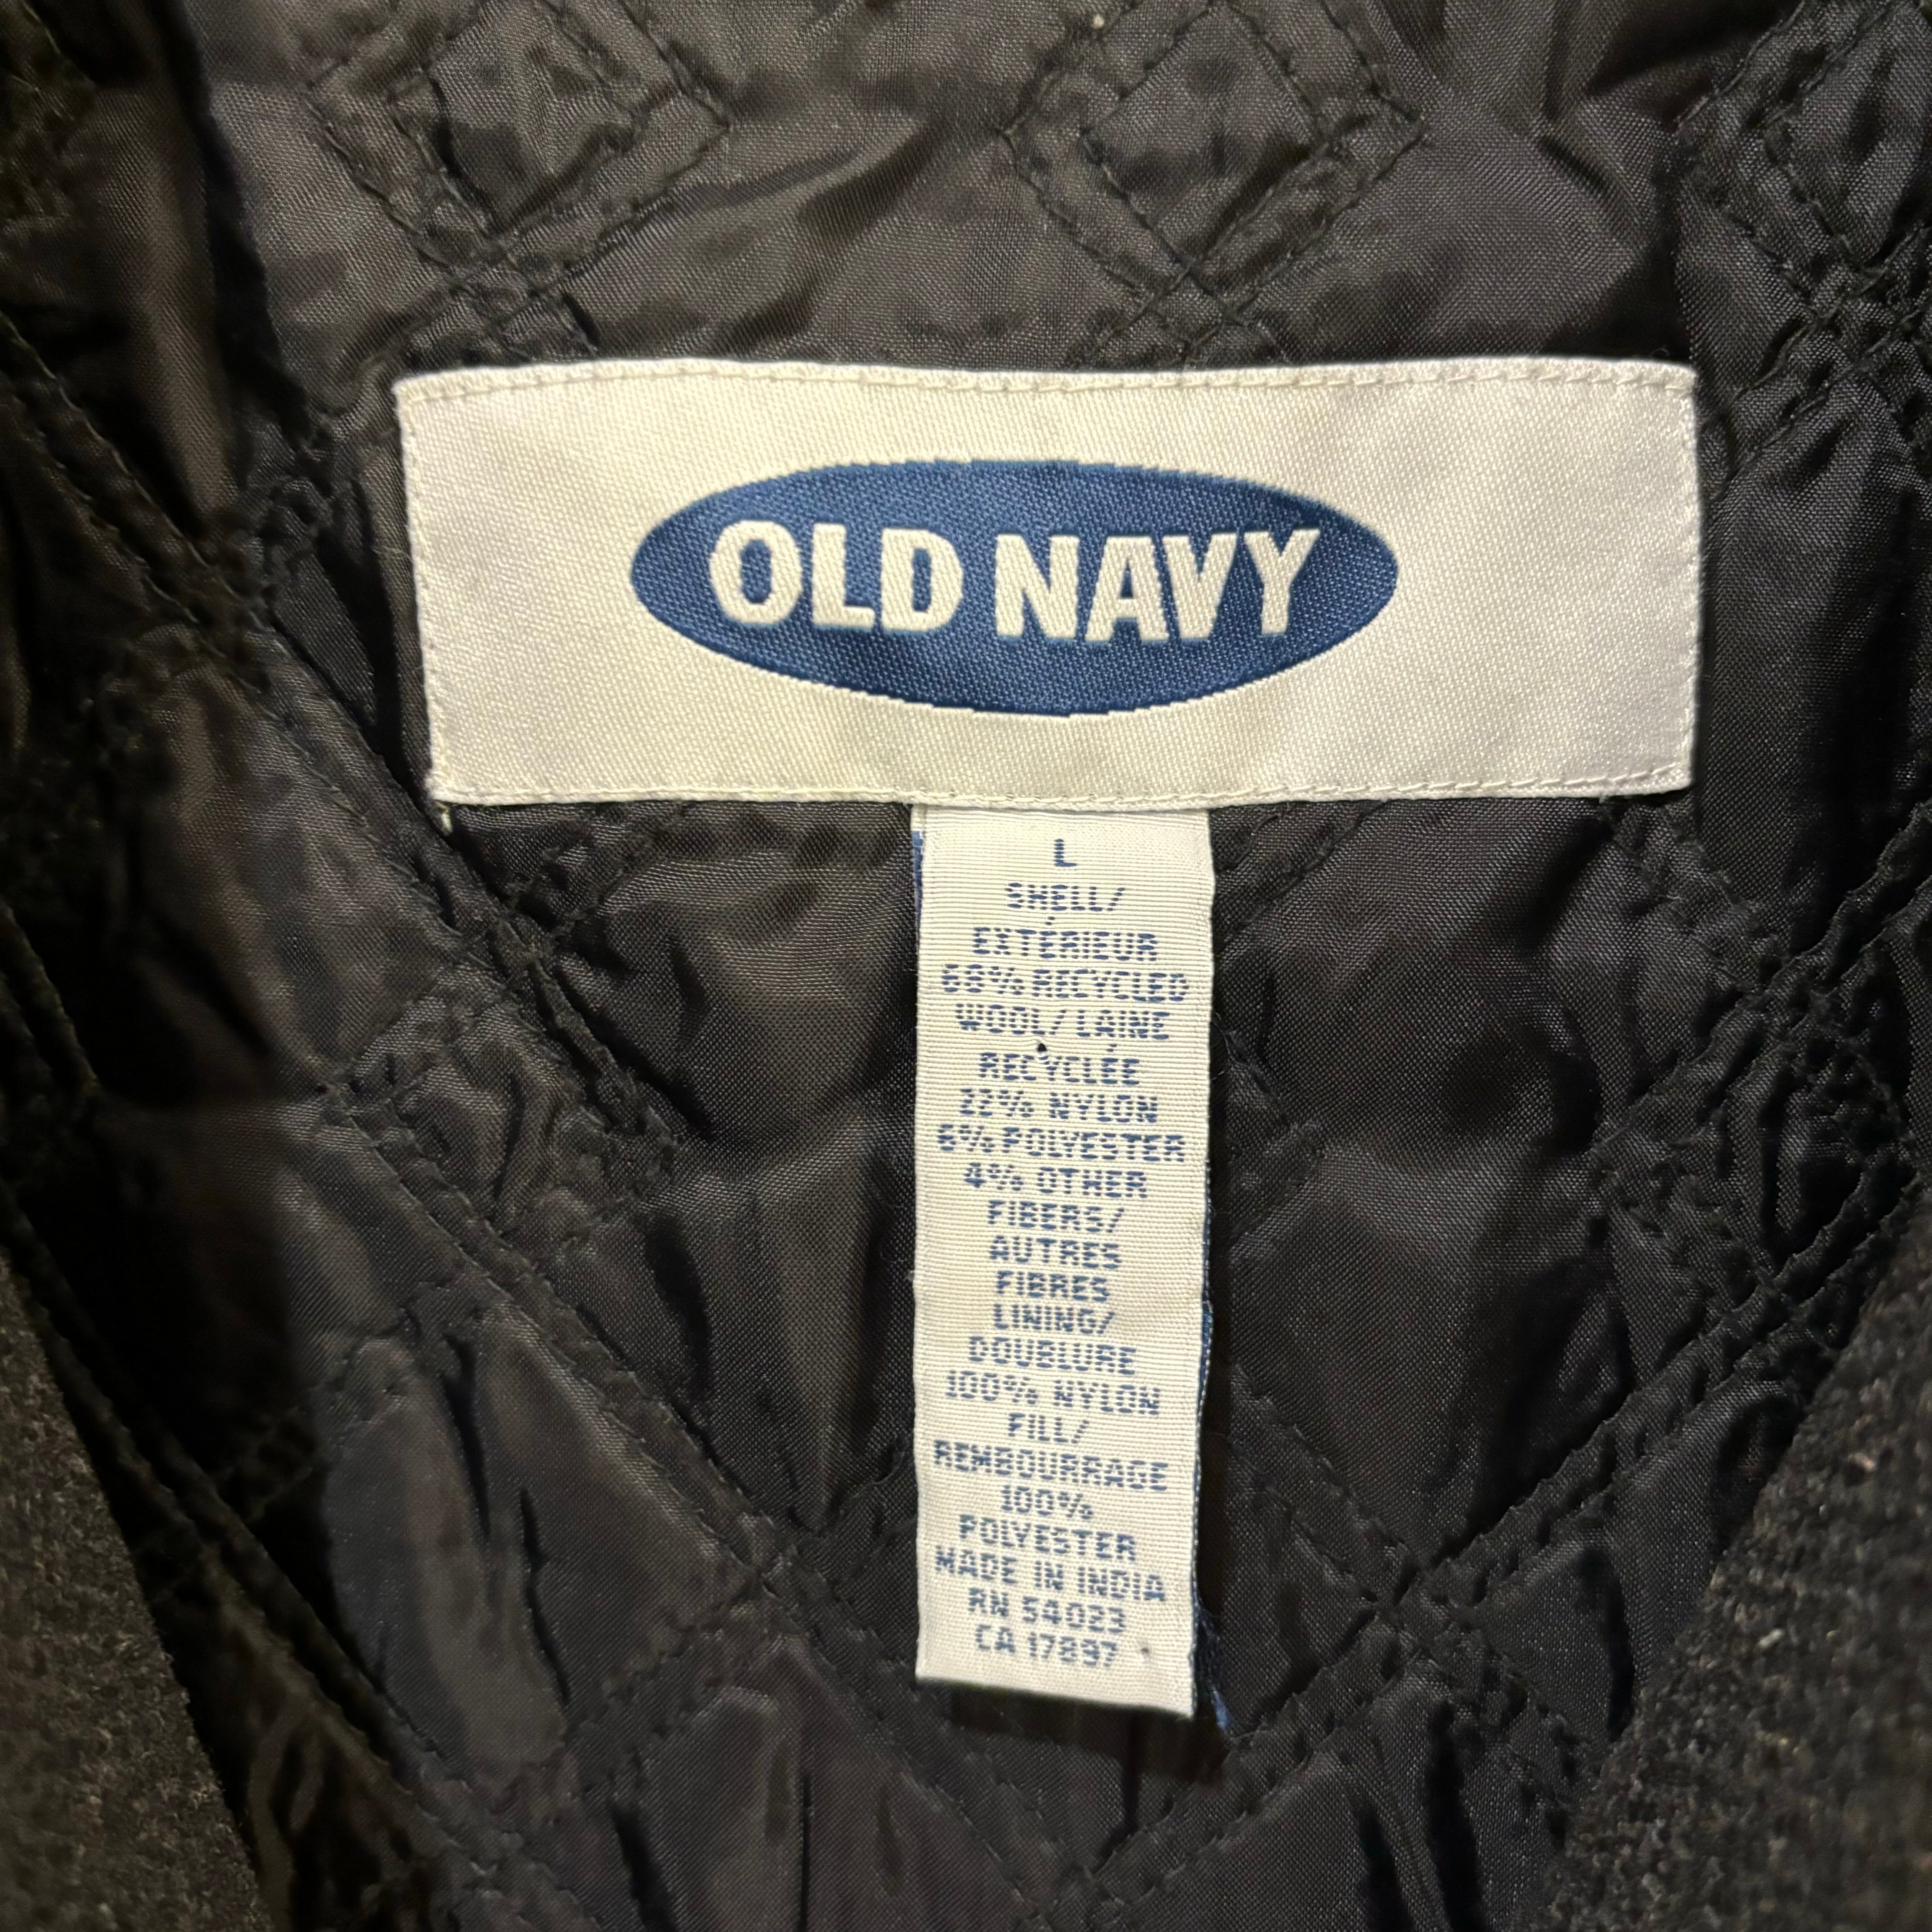 OLD NAVY
L
SHELL/
EXTÉRIEUR
68% RECYCLED
WOOL/LAINE
RECYCLÉE
22% NYLON
6% POLYESTER
4% OTHER
FIBERS/
AUTRES
FIBRES
LINING/
DOUBLURE
100% NYLON
FILL/
REMBOURRAGE
100%
POLYESTER
MADE IN INDIA
RN 54023
CA 17897